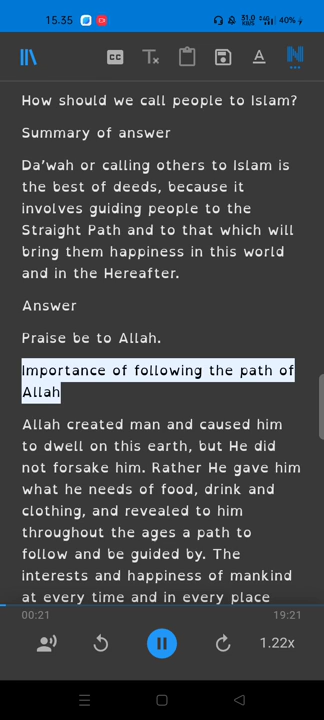 15.35 51.0 KB/S 40%
CC
How should we call people to Islam?
Summary of answer
Da'wah or calling others to Islam is
the best of deeds, because it
involves guiding people to the
Straight Path and to that which will
bring them happiness in this world
and in the Hereafter.
Answer
Praise be to Allah.
Importance of following the path of
Allah
Allah created man and caused him
to dwell on this earth, but He did
not forsake him. Rather He gave him
what he needs of food, drink and
clothing, and revealed to him
throughout the ages a path to
follow and be guided by. The
interests and happiness of mankind
at every time and in every place
00:21 19:21
1.22x